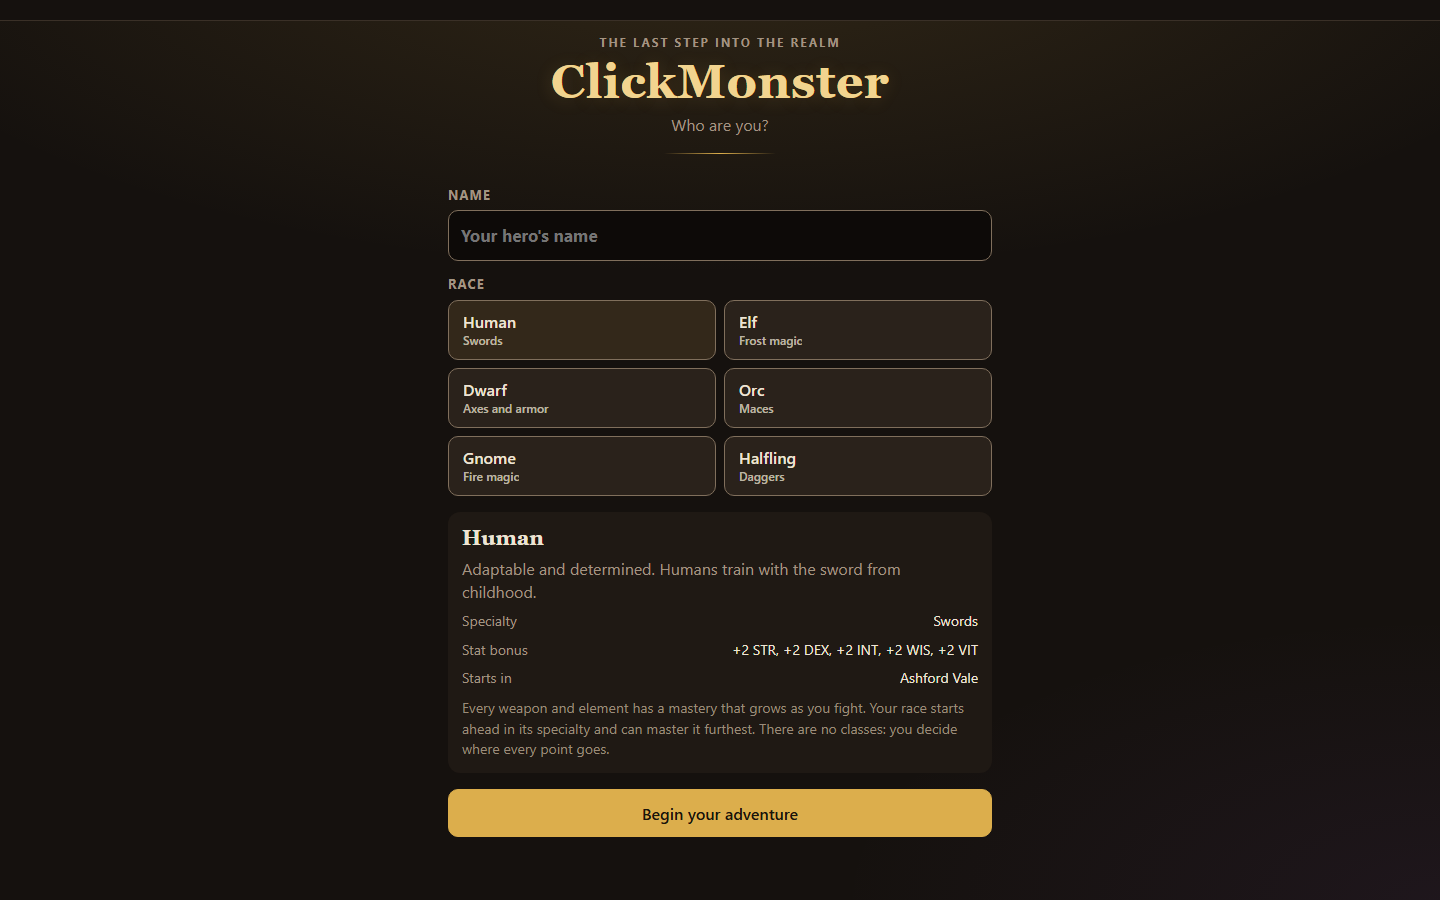 THE LAST STEP INTO THE REALM
ClickMonster
Who are you?
NAME
Your hero's name
RACE
Human
Swords
Elf
Frost magic
Dwarf
Axes and armor
Orc
Maces
Gnome
Fire magic
Halfling
Daggers
Human
Adaptable and determined. Humans train with the sword from
childhood.
Specialty Swords
Stat bonus +2 STR, +2 DEX, +2 INT, +2 WIS, +2 VIT
Starts in Ashford Vale
Every weapon and element has a mastery that grows as you fight. Your race starts
ahead in its specialty and can master it furthest. There are no classes: you decide
where every point goes.
Begin your adventure